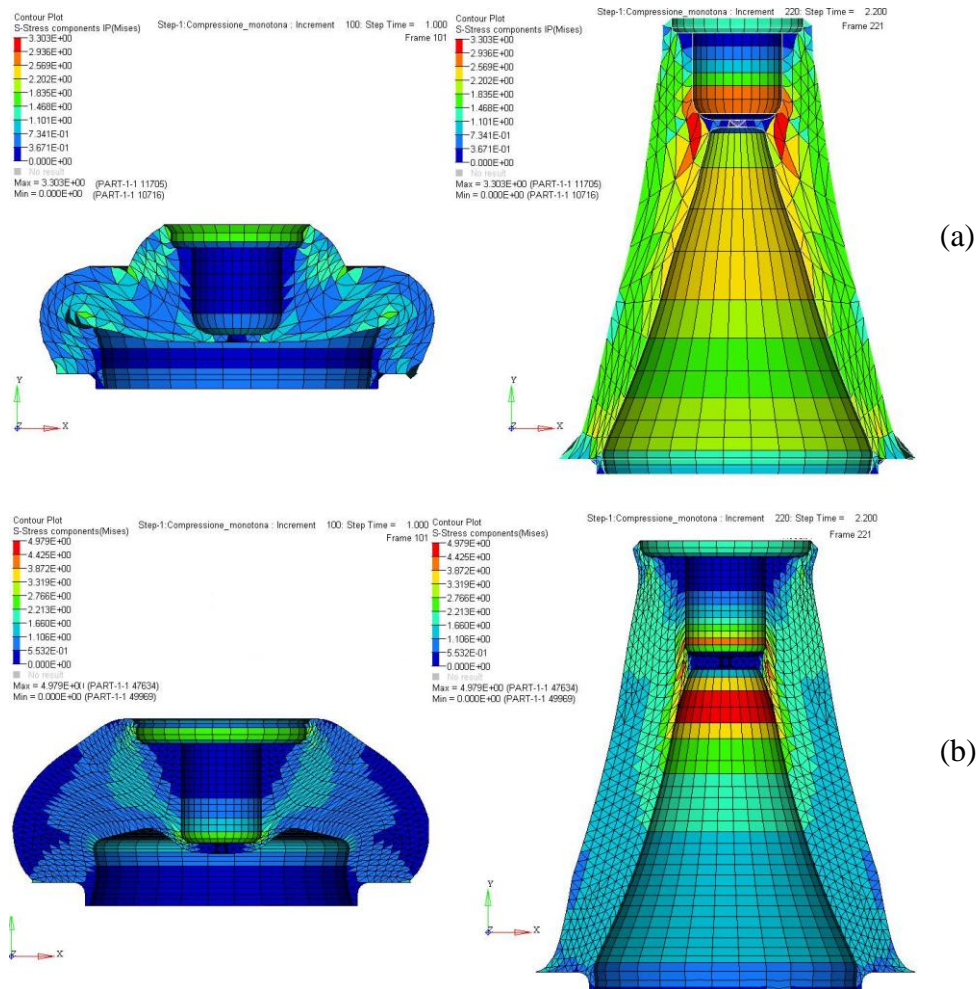 Contour Plot
S-Stress components IP(Mises)
3.303E+00
2.936E+00
2.569E+00
2.202E+00
1.835E+00
1.468E+00
1.101E+00
7.341E-01
3.671E-01
0.000E+00
No result
Max = 3.303E+00 (PART-1-1 11705)
Min = 0.000E+00 (PART-1-1 10716)
Step-1:Compressione_monotona : Increment 100: Step Time = 1.000
Frame 101
Y
Z
X
Contour Plot
S-Stress components IP(Mises)
3.303E+00
2.936E+00
2.569E+00
2.202E+00
1.835E+00
1.468E+00
1.101E+00
7.341E-01
3.671E-01
0.000E+00
No result
Max = 3.303E+00 (PART-1-1 11705)
Min = 0.000E+00 (PART-1-1 10716)
Step-1:Compressione_monotona : Increment 220: Step Time = 2.200
Frame 221
Y
Z
X
(a)
Contour Plot
S-Stress components(Mises)
4.979E+00
4.425E+00
3.872E+00
3.319E+00
2.766E+00
2.213E+00
1.660E+00
1.106E+00
5.532E-01
0.000E+00
No result
Max = 4.979E+00 (PART-1-1 47634)
Min = 0.000E+00 (PART-1-1 49969)
Step-1:Compressione_monotona : Increment 100: Step Time = 1.000
Frame 101
Z
X
Contour Plot
S-Stress components(Mises)
4.979E+00
4.425E+00
3.872E+00
3.319E+00
2.766E+00
2.213E+00
1.660E+00
1.106E+00
5.532E-01
0.000E+00
No result
Max = 4.979E+00 (PART-1-1 47634)
Min = 0.000E+00 (PART-1-1 49969)
Step-1:Compressione_monotona : Increment 220: Step Time = 2.200
Frame 221
Y
Z
X
(b)